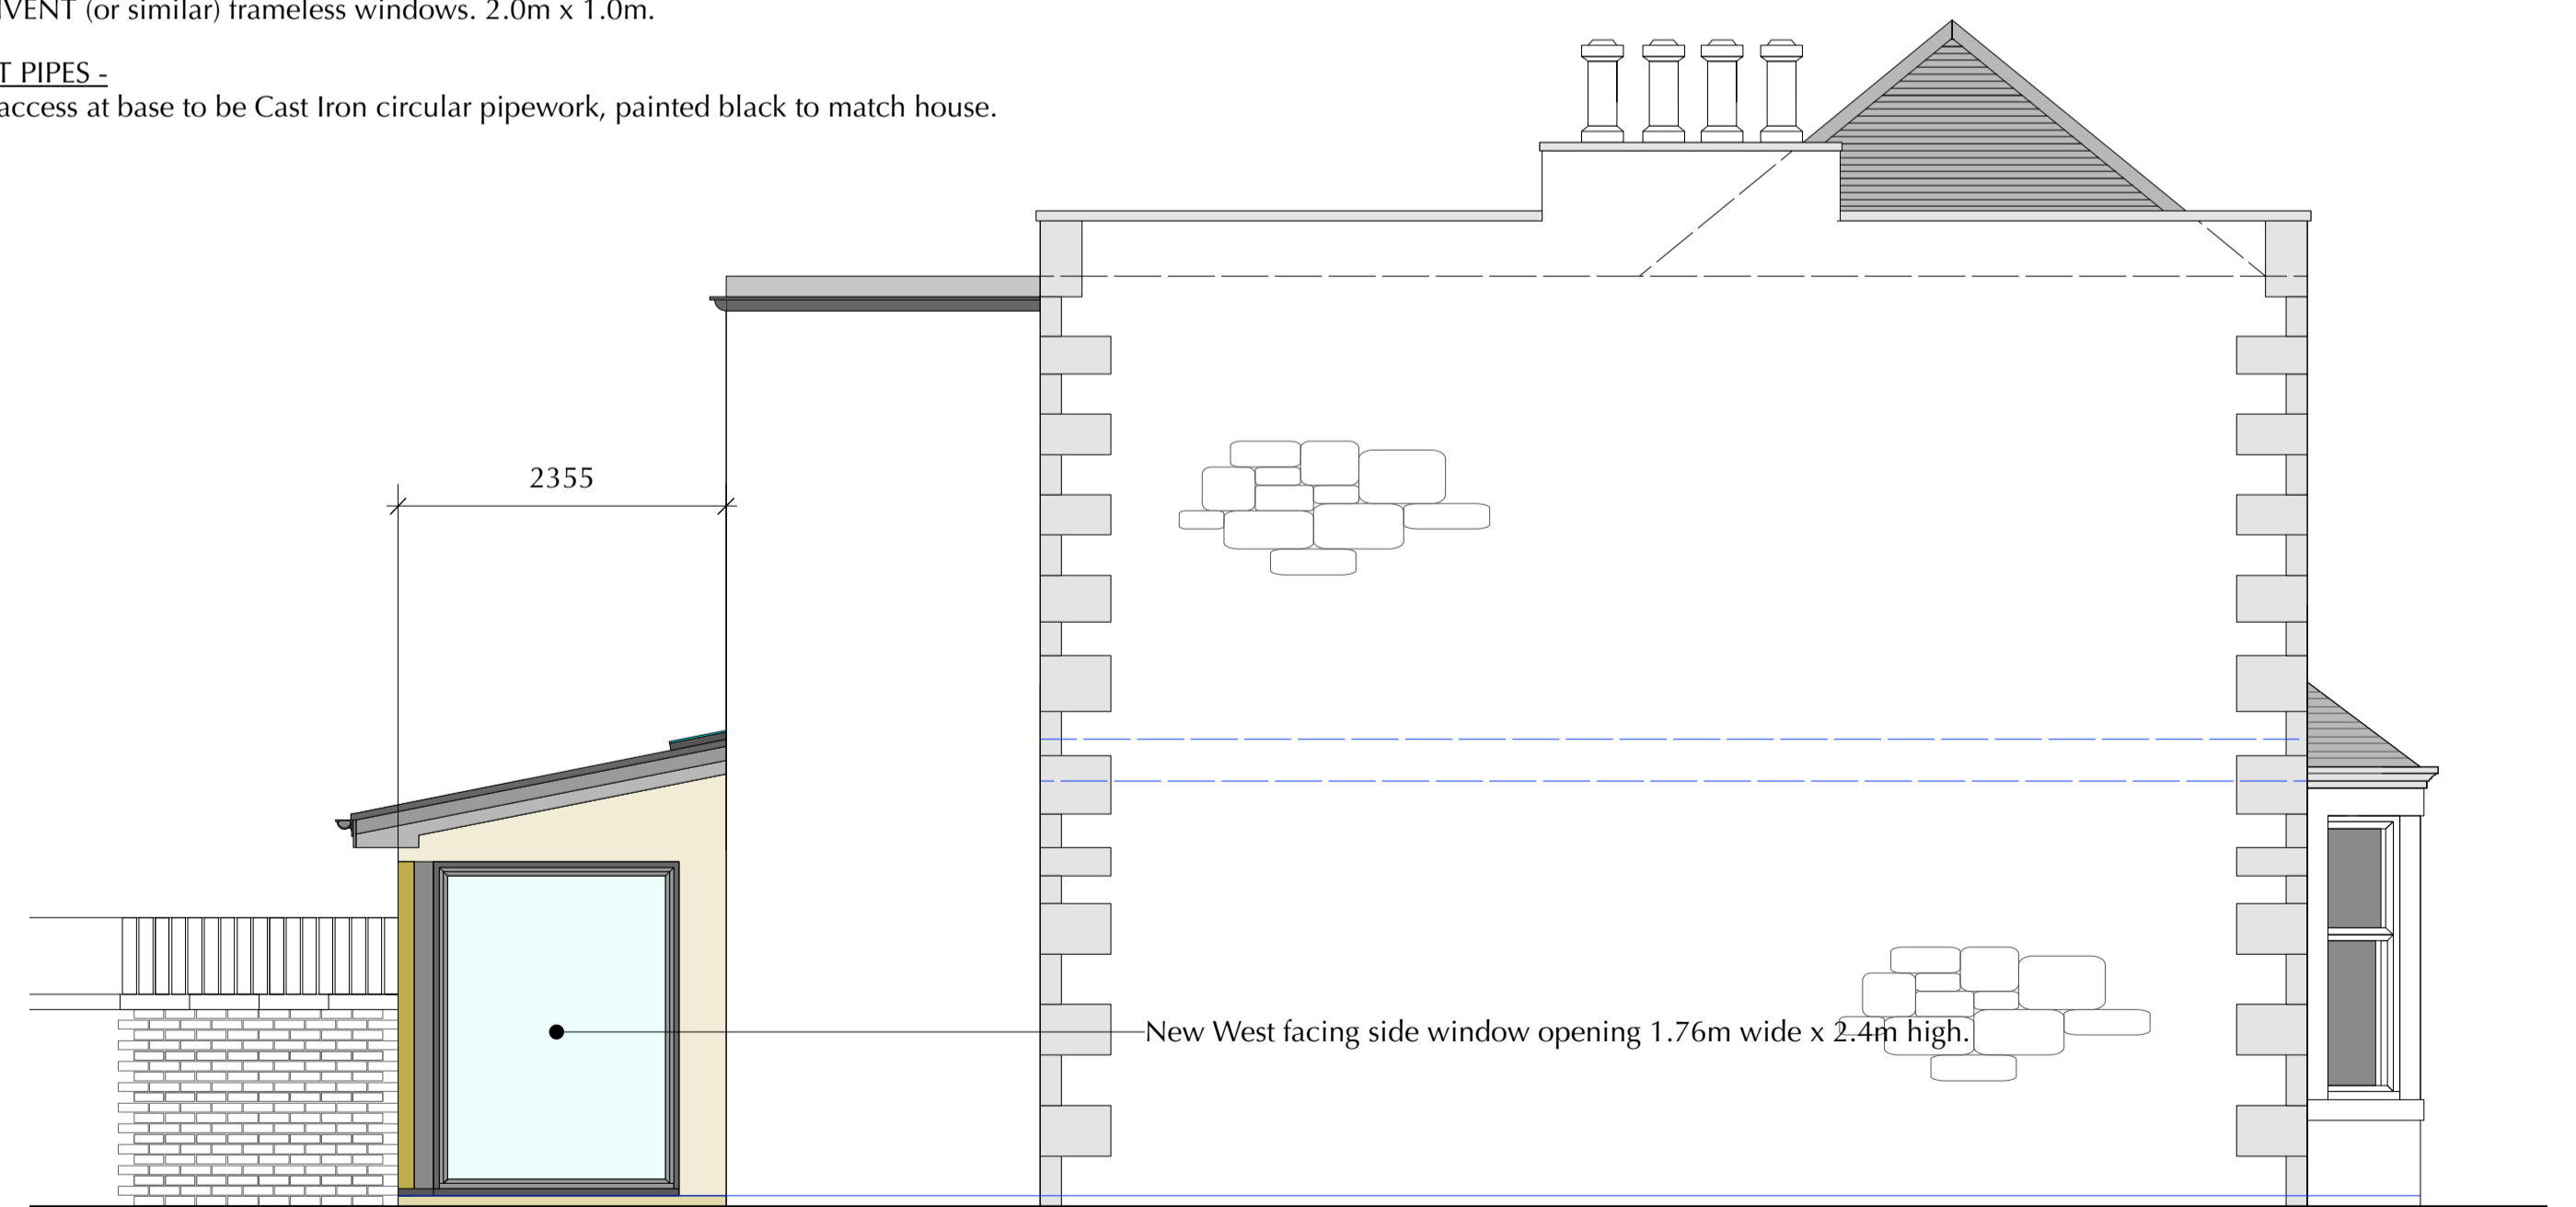 (or similar) frameless windows. 2.0m x 1.0m.
PIPES -
access at base to be Cast Iron circular pipework, painted black to match house.
2355
New West facing side window opening 1.76m wide x 2.4m high.